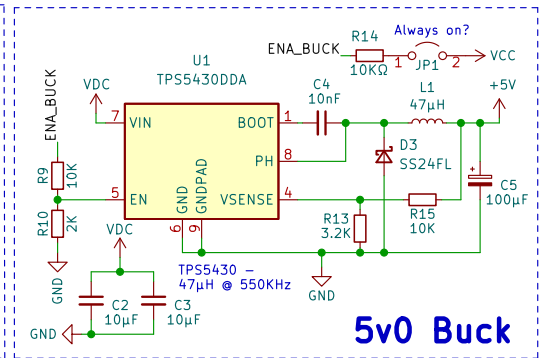 Always on?
R14
ENA_BUCK
10KΩ
1
JP1
2
VCC
U1
TPS5430DDA
ENA_BUCK
VDC
C4
10nF
L1
47µH
+5V
7
VIN
BOOT
1
D3
SS24FL
PH
8
R9
10K
5
EN
VSENSE
4
+
C5
100µF
R10
2K
GND
GNDPAD
6
9
R13
3.2K
R15
10K
VDC
GND
TPS5430 –
47µH @ 550KHz
GND
C2
10µF
C3
10µF
GND
5v0 Buck